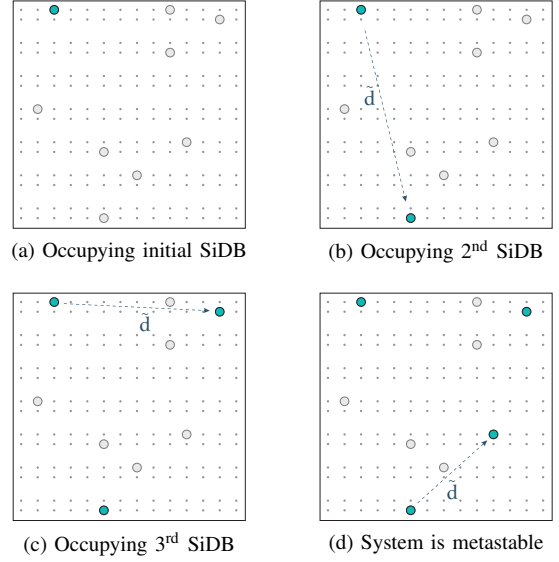 (a) Occupying initial SiDB
d̃
(b) Occupying 2nd SiDB
d̃
(c) Occupying 3rd SiDB
d̃
(d) System is metastable